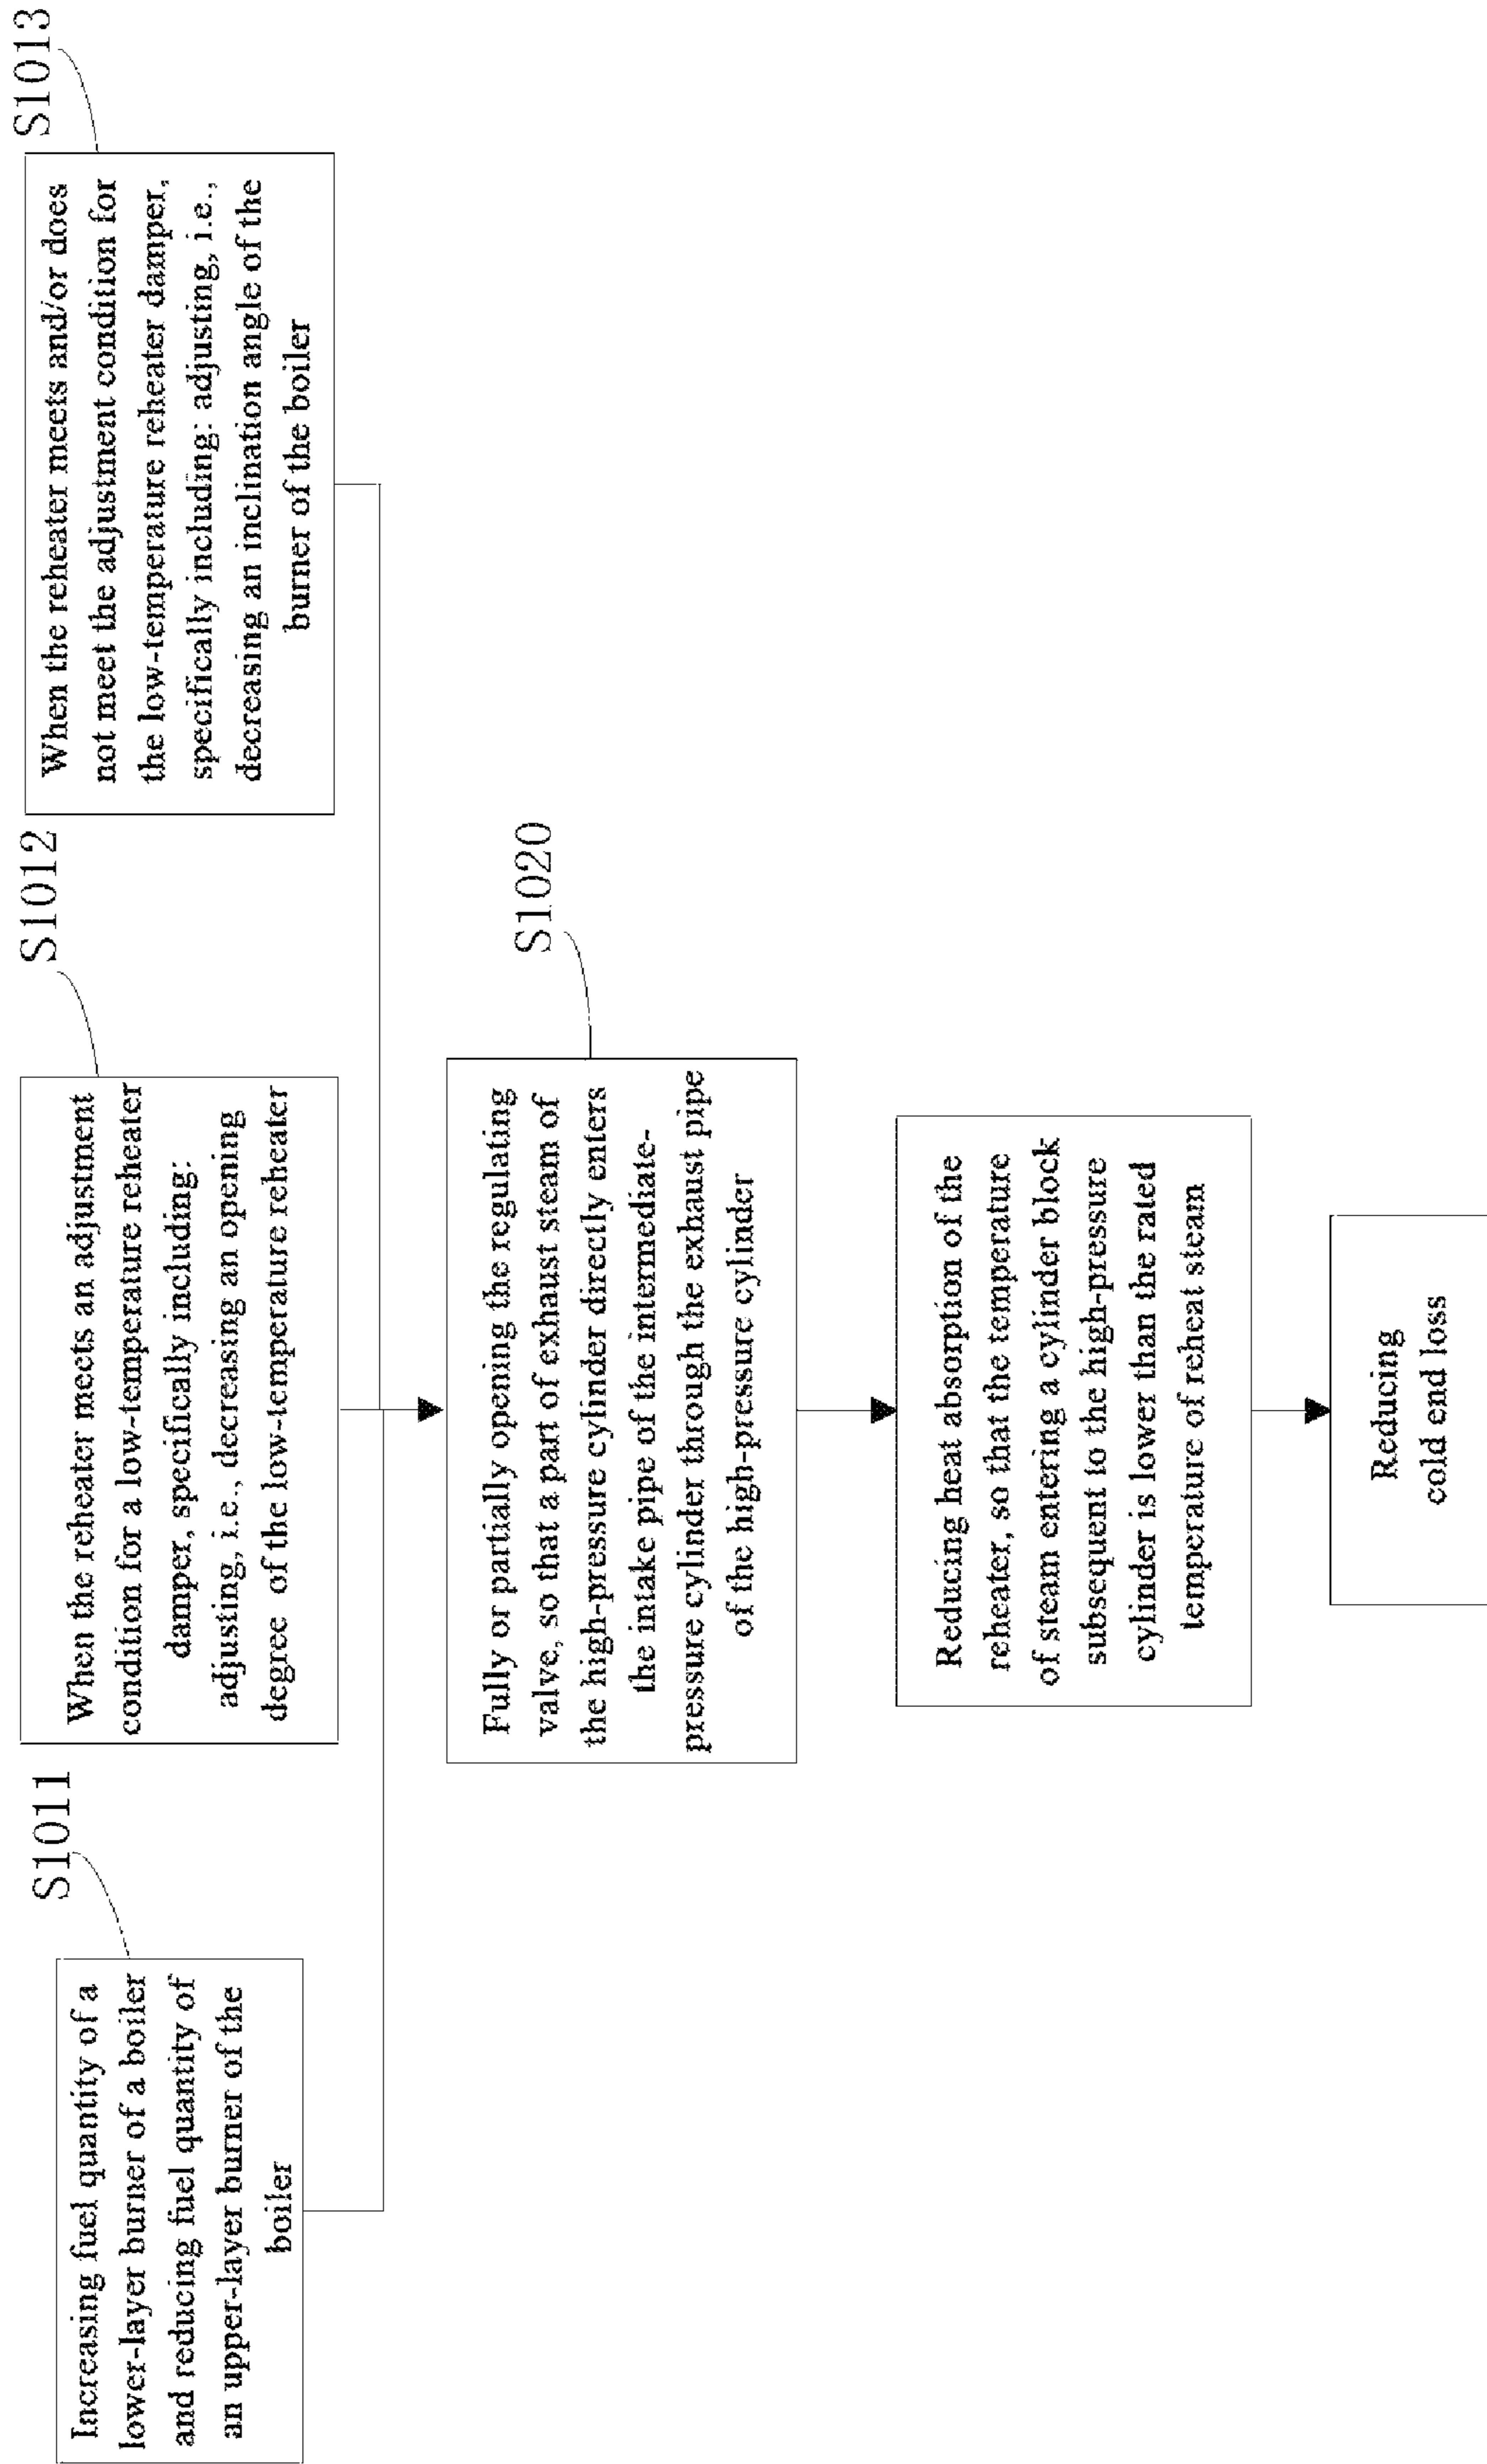 S1011
Increasing fuel quantity of a
lower-layer burner of a boiler
and reducing fuel quantity of
an upper-layer burner of the
boiler
S1012
When the reheater meets an adjustment
condition for a low-temperature reheater
damper, specifically including:
adjusting, i.e., decreasing an opening
degree of the low-temperature reheater
S1013
When the reheater meets and/or does
not meet the adjustment condition for
the low-temperature reheater damper,
specifically including: adjusting, i.e.,
decreasing an inclination angle of the
burner of the boiler
S1020
Fully or partially opening the regulating
valve, so that a part of exhaust steam of
the high-pressure cylinder directly enters
the intake pipe of the intermediate-
pressure cylinder through the exhaust pipe
of the high-pressure cylinder
Reducing heat absorption of the
reheater, so that the temperature
of steam entering a cylinder block
subsequent to the high-pressure
cylinder is lower than the rated
temperature of reheat steam
Reducing
cold end loss